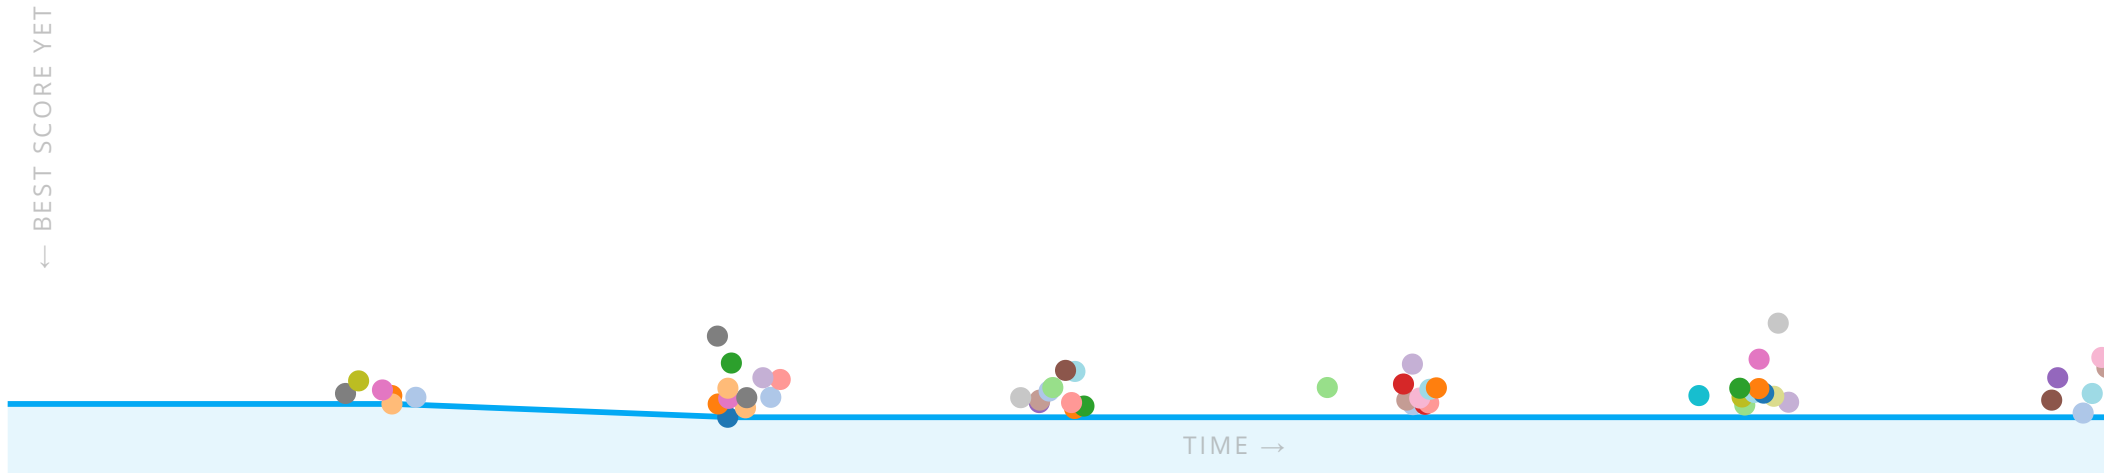 ← BEST SCORE YET
TIME →